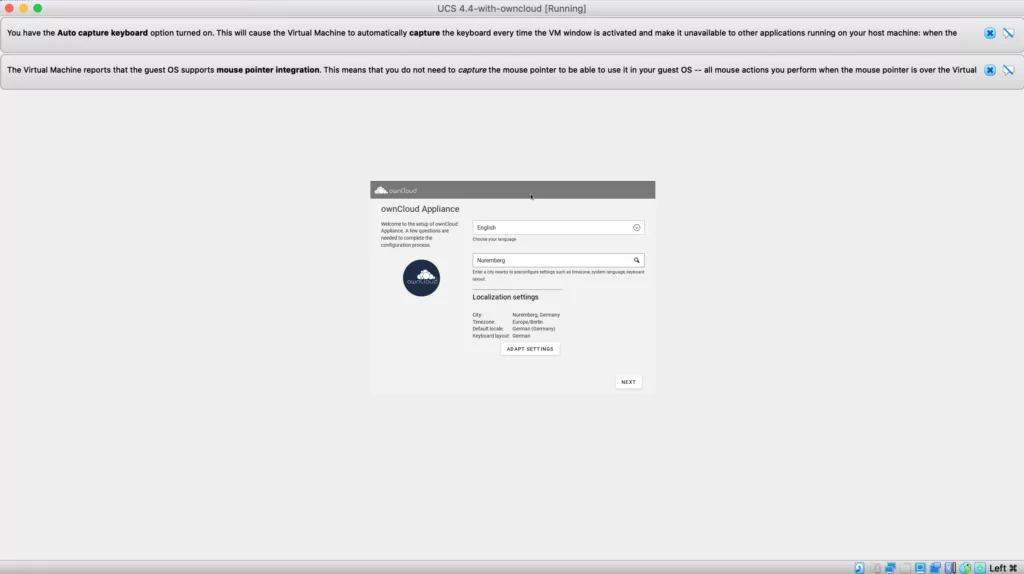 UCS 4.4-with-owncloud [Running]
You have the Auto capture keyboard option turned on. This will cause the Virtual Machine to automatically capture the keyboard every time the VM window is activated and make it unavailable to other applications running on your host machine: when the
The Virtual Machine reports that the guest OS supports mouse pointer integration. This means that you do not need to capture the mouse pointer to be able to use it in your guest OS -- all mouse actions you perform when the mouse pointer is over the Virtual
ownCloud
ownCloud Appliance
Welcome to the setup of ownCloud
Appliance. A few questions are
needed to complete the
configuration process.
ownCloud
English
Choose your language
Nuremberg
Enter a city nearby to preconfigure settings such as timezone, system language, keyboard
layout.
Localization settings
City: Nuremberg, Germany
Timezone: Europe/Berlin
Default locale: German (Germany)
Keyboard layout: German
ADAPT SETTINGS
NEXT
Left ⌘